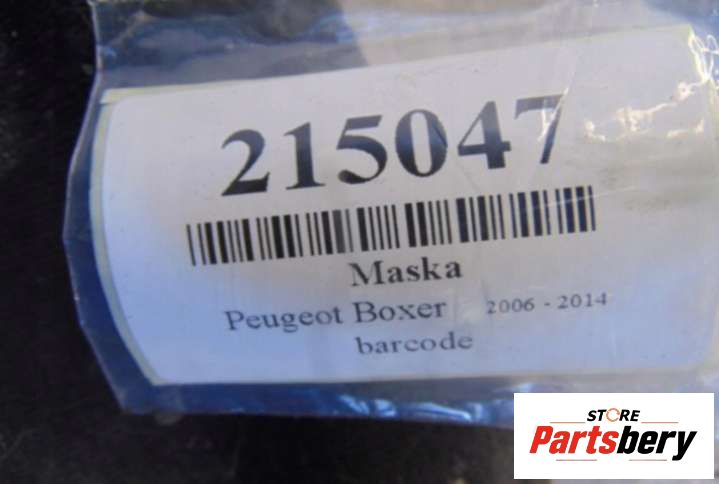 215047
Maska
Peugeot Boxer 2006 - 2014
barcode
STORE
Partsbery